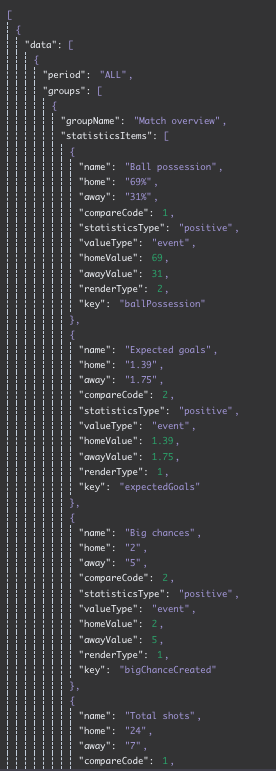 [
{
"data": [
{
"period": "ALL",
"groups": [
{
"groupName": "Match overview",
"statisticsItems": [
{
"name": "Ball possession",
"home": "69%",
"away": "31%",
"compareCode": 1,
"statisticsType": "positive",
"valueType": "event",
"homeValue": 69,
"awayValue": 31,
"renderType": 2,
"key": "ballPossession"
},
{
"name": "Expected goals",
"home": "1.39",
"away": "1.75",
"compareCode": 2,
"statisticsType": "positive",
"valueType": "event",
"homeValue": 1.39,
"awayValue": 1.75,
"renderType": 1,
"key": "expectedGoals"
},
{
"name": "Big chances",
"home": "2",
"away": "5",
"compareCode": 2,
"statisticsType": "positive",
"valueType": "event",
"homeValue": 2,
"awayValue": 5,
"renderType": 1,
"key": "bigChanceCreated"
},
{
"name": "Total shots",
"home": "24",
"away": "7",
"compareCode": 1,